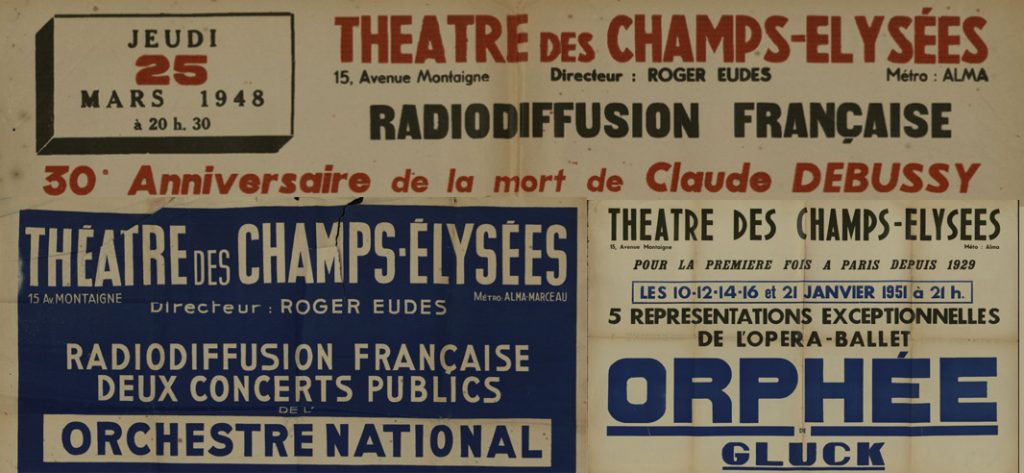 JEUDI
25
MARS 1948
à 20 h. 30
THEATRE DES CHAMPS-ELYSÉES
15, Avenue Montaigne Directeur : ROGER EUDES Métro : ALMA
RADIODIFFUSION FRANÇAISE
30e Anniversaire de la mort de Claude DEBUSSY
THÉATRE DES CHAMPS-ÉLYSÉES
15 AV. MONTAIGNE MÉTRO: ALMA-MARCEAU
Directeur : ROGER EUDES
RADIODIFFUSION FRANÇAISE
DEUX CONCERTS PUBLICS
DE L'
ORCHESTRE NATIONAL
THEATRE DES CHAMPS-ELYSEES
15, Avenue Montaigne Méto : Alma
POUR LA PREMIERE FOIS A PARIS DEPUIS 1929
LES 10-12-14-16 et 21 JANVIER 1951 à 21 h.
5 REPRESENTATIONS EXCEPTIONNELLES
DE L'OPERA-BALLET
ORPHÉE
DE
GLUCK